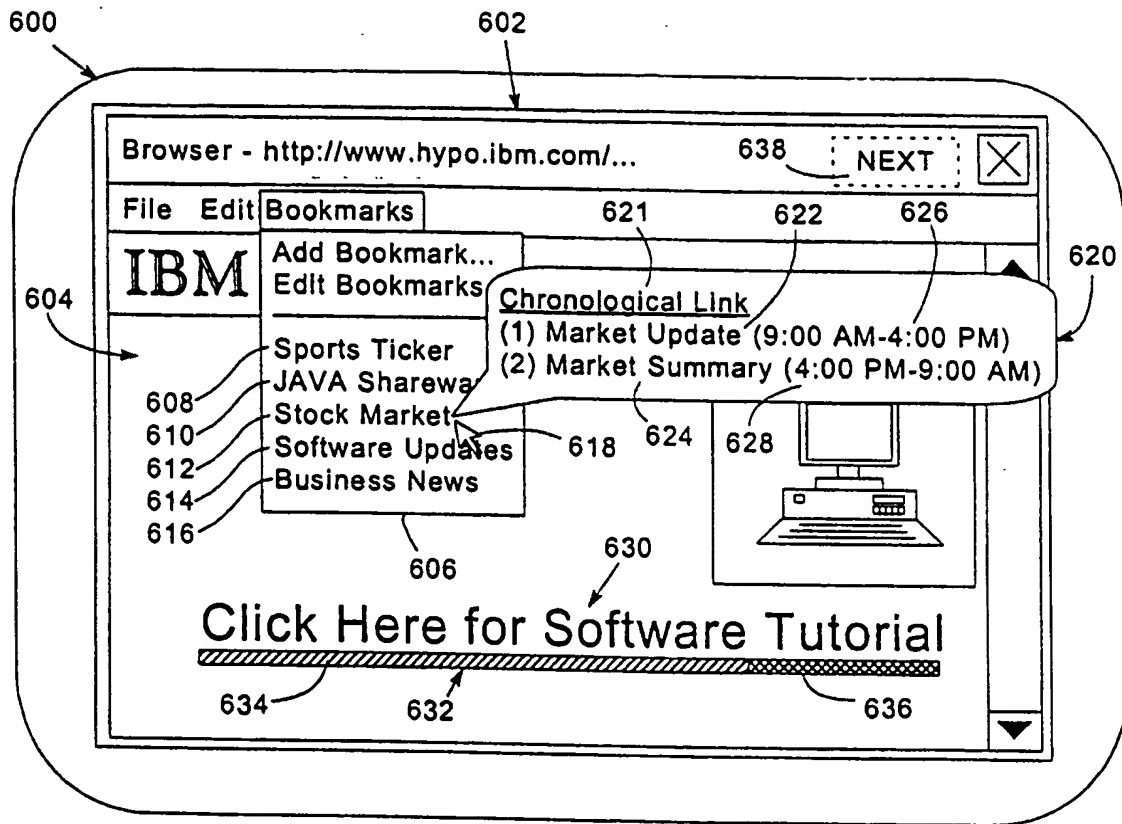 600
602
Browser - http://www.hypo.ibm.com/...
638
NEXT
File Edit Bookmarks
621
622
626
IBM
Add Bookmark...
Edit Bookmarks
620
604
Chronological Link
(1) Market Update (9:00 AM-4:00 PM)
(2) Market Summary (4:00 PM-9:00 AM)
608
Sports Ticker
610
JAVA Sharewa
612
Stock Market
618
624
628
614
Software Updates
616
Business News
606
630
Click Here for Software Tutorial
634
632
636